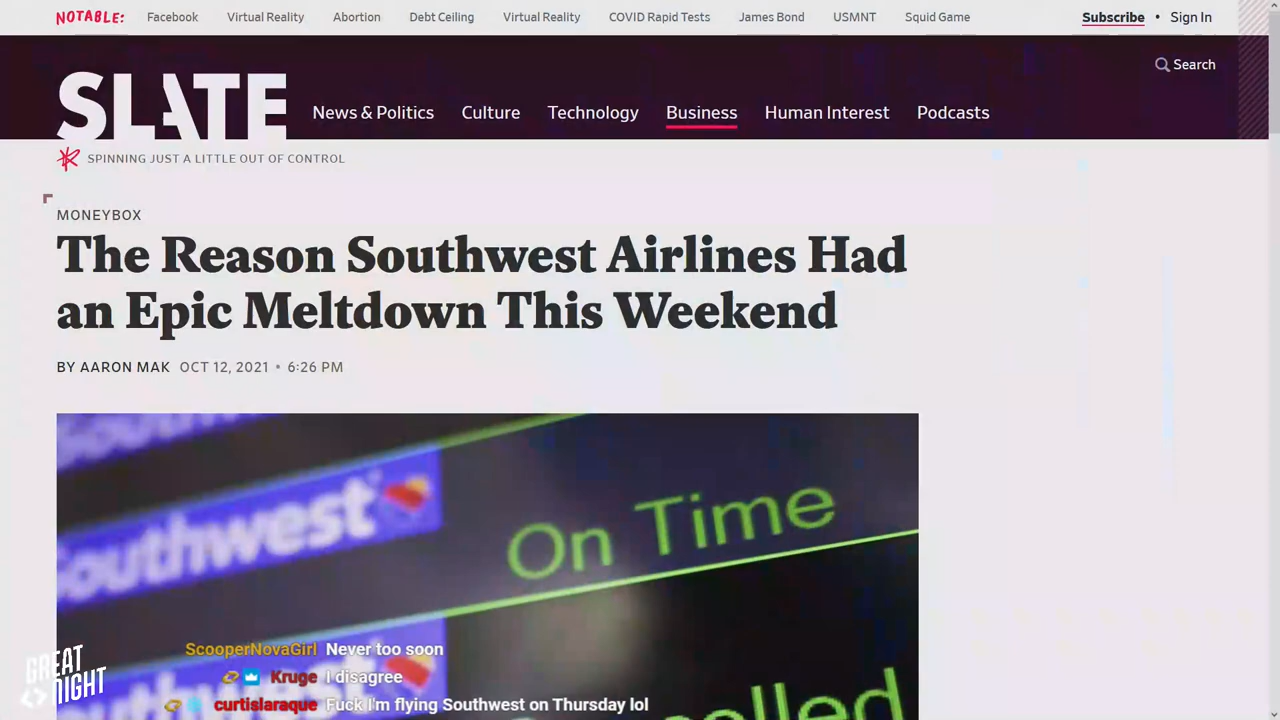 NOTABLE:
Facebook
Virtual Reality
Abortion
Debt Ceiling
Virtual Reality
COVID Rapid Tests
James Bond
USMNT
Squid Game
Subscribe • Sign In
Search
SLATE
News & Politics
Culture
Technology
Business
Human Interest
Podcasts
SPINNING JUST A LITTLE OUT OF CONTROL
MONEYBOX
The Reason Southwest Airlines Had
an Epic Meltdown This Weekend
BY AARON MAK OCT 12, 2021 • 6:26 PM
Southwest
Southwest
On Time
ScooperNovaGirl Never too soon
Kruge I disagree
curtislaraque Fuck I'm flying Southwest on Thursday lol
GREAT
NIGHT